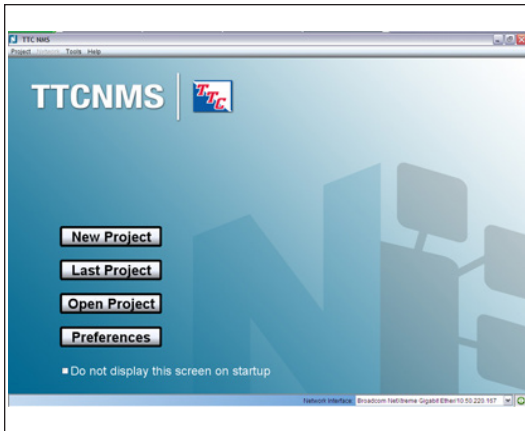 TTC NMS
Project Network Tools Help
TTCNMS
TTC
New Project
Last Project
Open Project
Preferences
Do not display this screen on startup
Network Interface Broadcom NetXtreme Gigabit Ether/10.50.220.167